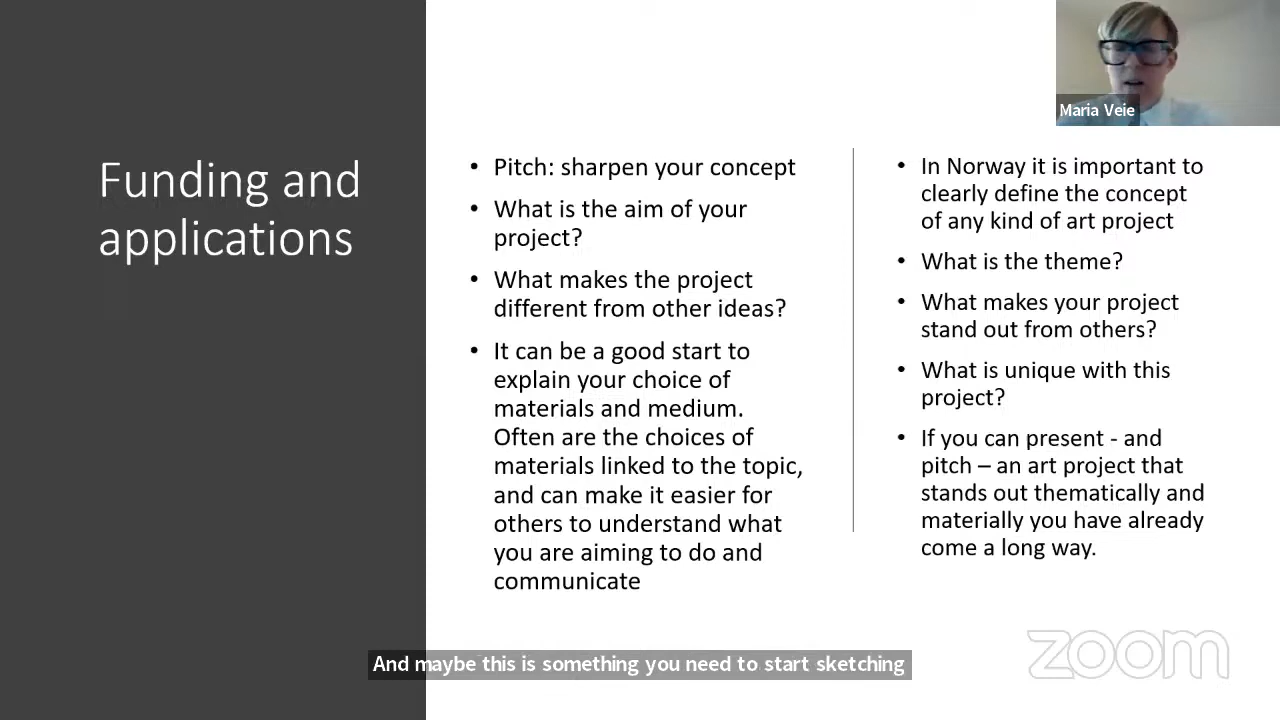 Funding and
applications
• Pitch: sharpen your concept
• What is the aim of your
project?
• What makes the project
different from other ideas?
• It can be a good start to
explain your choice of
materials and medium.
Often are the choices of
materials linked to the topic,
and can make it easier for
others to understand what
you are aiming to do and
communicate
• In Norway it is important to
clearly define the concept
of any kind of art project
• What is the theme?
• What makes your project
stand out from others?
• What is unique with this
project?
• If you can present - and
pitch – an art project that
stands out thematically and
materially you have already
come a long way.
Maria Veie
And maybe this is something you need to start sketching
zoom